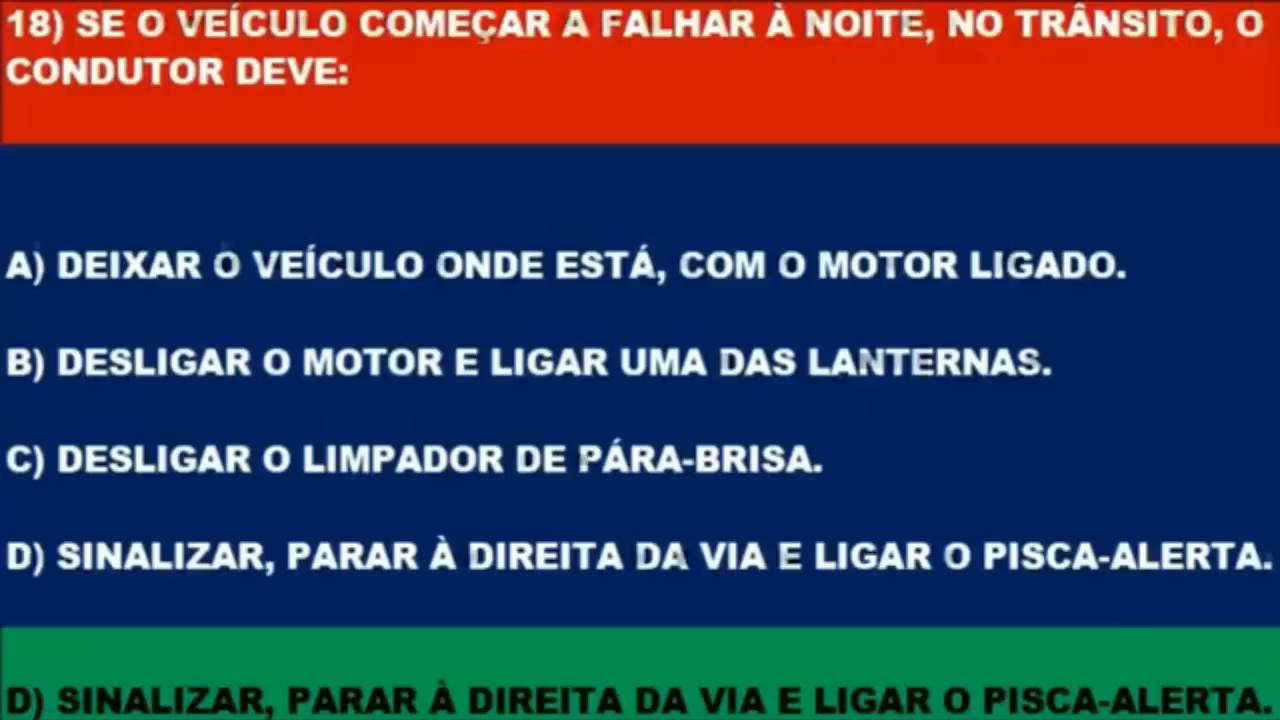 18) SE O VEÍCULO COMEÇAR A FALHAR À NOITE, NO TRÂNSITO, O
CONDUTOR DEVE:
A) DEIXAR O VEÍCULO ONDE ESTÁ, COM O MOTOR LIGADO.
B) DESLIGAR O MOTOR E LIGAR UMA DAS LANTERNAS.
C) DESLIGAR O LIMPADOR DE PÁRA-BRISA.
D) SINALIZAR, PARAR À DIREITA DA VIA E LIGAR O PISCA-ALERTA.
D) SINALIZAR, PARAR À DIREITA DA VIA E LIGAR O PISCA-ALERTA.